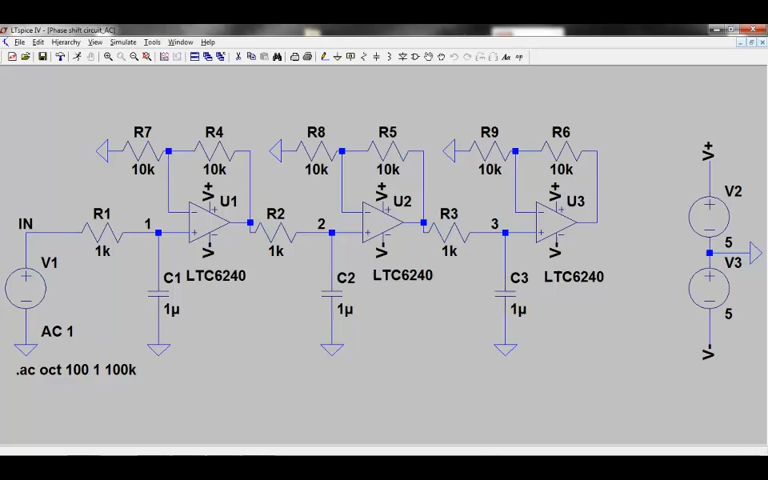 LTspice IV - [Phase shift circuit_AC]
File Edit Hierarchy View Simulate Tools Window Help
R7 R4 R8 R5 R9 R6
10k 10k 10k 10k 10k 10k
V+ V+ V+ V+
U1 U2 U3
V2
IN R1 1 R2 2 R3 3
1k 1k 1k
V- V- V-
5
V1 V3
C1 LTC6240 C2 LTC6240 C3 LTC6240
1µ 1µ 1µ
5
AC 1
V-
.ac oct 100 1 100k